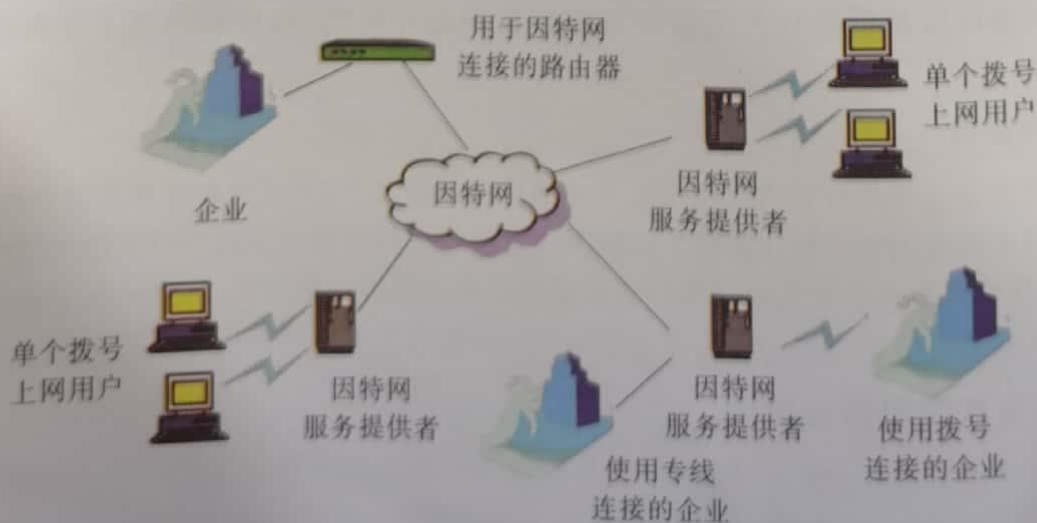 用于因特网
连接的路由器
单个拨号
上网用户
企业
因特网
因特网
服务提供者
单个拨号
上网用户
因特网
服务提供者
因特网
服务提供者
使用拨号
连接的企业
使用专线
连接的企业